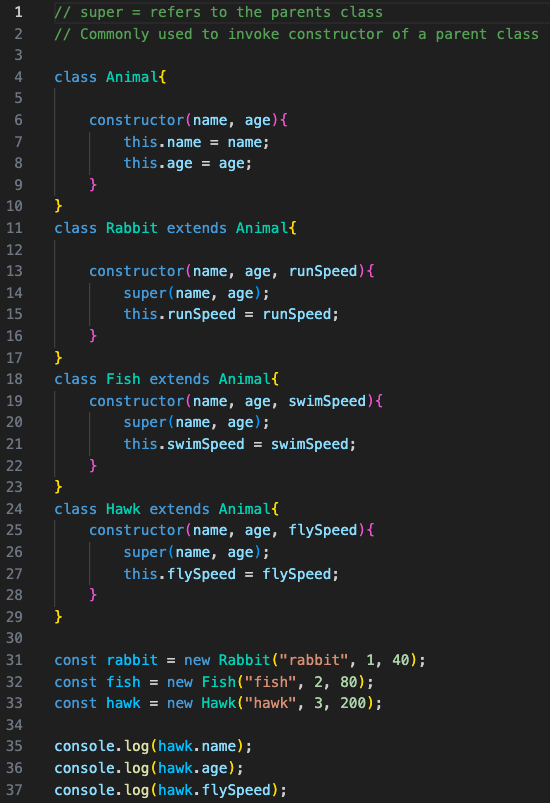 1 // super = refers to the parents class
2 // Commonly used to invoke constructor of a parent class
3
4 class Animal{
5
6     constructor(name, age){
7         this.name = name;
8         this.age = age;
9     }
10 }
11 class Rabbit extends Animal{
12
13     constructor(name, age, runSpeed){
14         super(name, age);
15         this.runSpeed = runSpeed;
16     }
17 }
18 class Fish extends Animal{
19     constructor(name, age, swimSpeed){
20         super(name, age);
21         this.swimSpeed = swimSpeed;
22     }
23 }
24 class Hawk extends Animal{
25     constructor(name, age, flySpeed){
26         super(name, age);
27         this.flySpeed = flySpeed;
28     }
29 }
30
31 const rabbit = new Rabbit("rabbit", 1, 40);
32 const fish = new Fish("fish", 2, 80);
33 const hawk = new Hawk("hawk", 3, 200);
34
35 console.log(hawk.name);
36 console.log(hawk.age);
37 console.log(hawk.flySpeed);